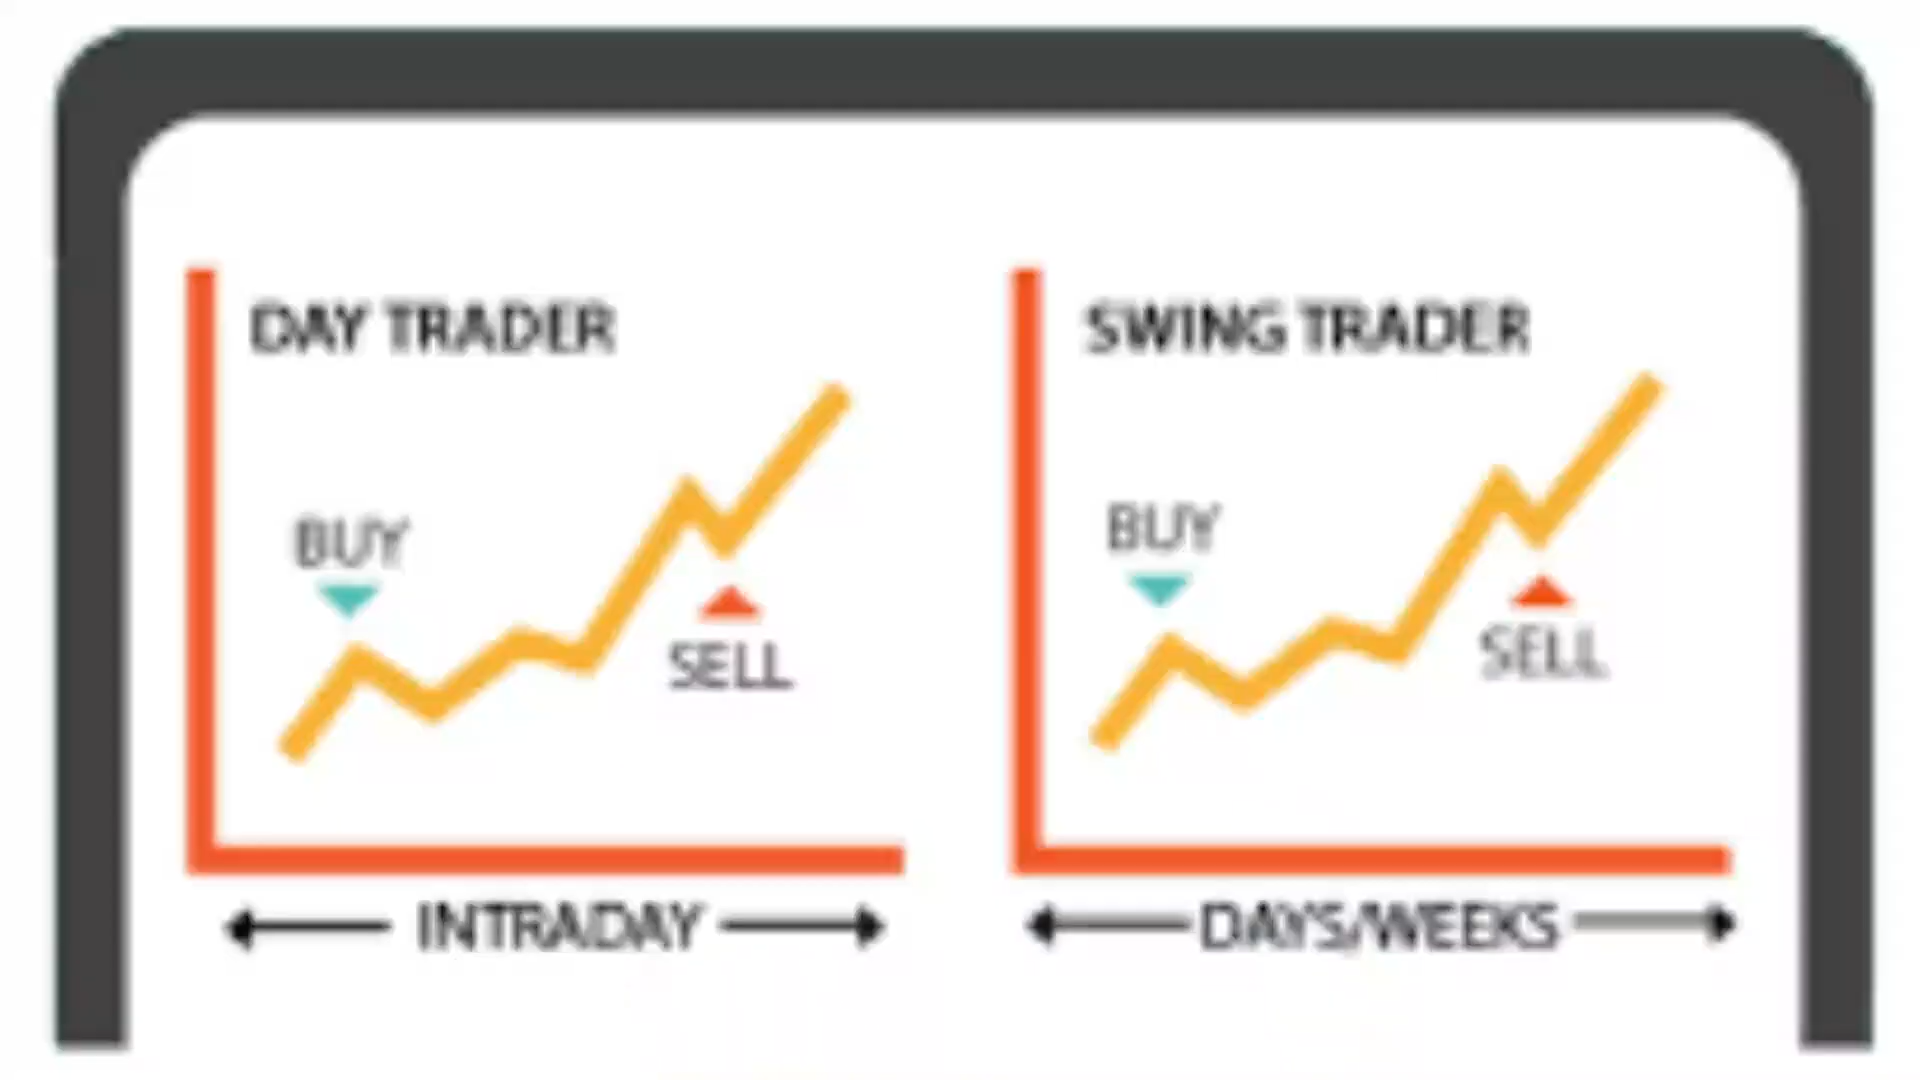 DAY TRADER
BUY
SELL
INTRADAY
SWING TRADER
BUY
SELL
DAYS/WEEKS